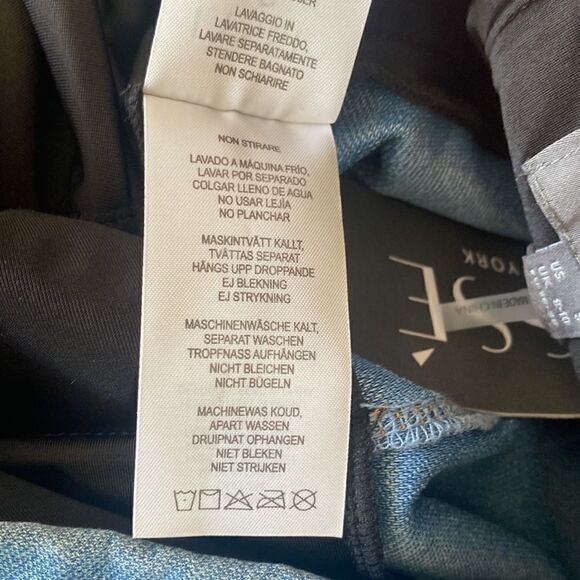 LAVAGGIO IN
LAVATRICE FREDDO,
LAVARE SEPARATAMENTE
STENDERE BAGNATO
NON SCHIARIRE
NON STIRARE
LAVADO A MÁQUINA FRÍO,
LAVAR POR SEPARADO
COLGAR LLENO DE AGUA
NO USAR LEJÍA
NO PLANCHAR
MASKINTVÄTT KALLT,
TVÄTTAS SEPARAT
HÄNGS UPP DROPPANDE
EJ BLEKNING
EJ STRYKNING
MASCHINENWÄSCHE KALT,
SEPARAT WASCHEN
TROPFNASS AUFHÄNGEN
NICHT BLEICHEN
NICHT BÜGELN
MACHINEWAS KOUD,
APART WASSEN
DRUIPNAT OPHANGEN
NIET BLEKEN
NIET STRIJKEN
YORK
MADE IN CHINA
US
UK